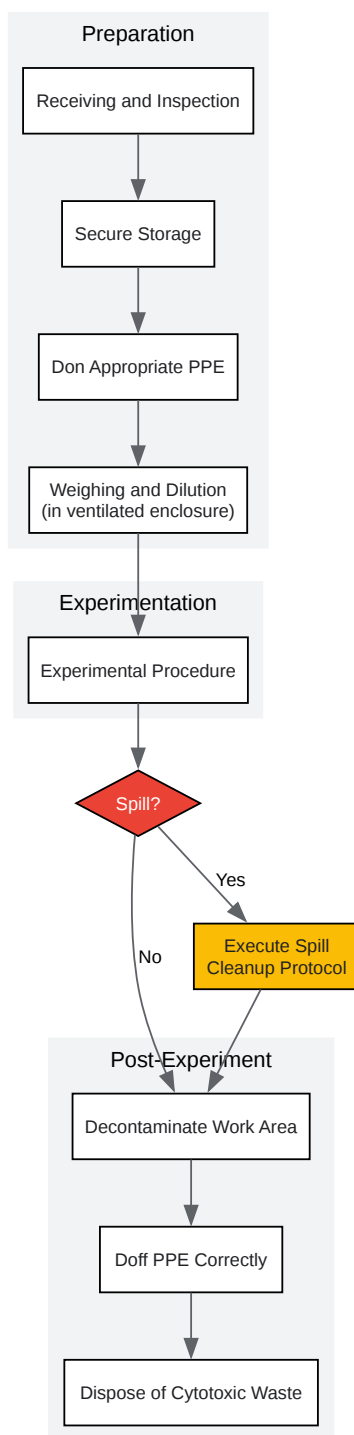 Preparation
Receiving and Inspection
Secure Storage
Don Appropriate PPE
Weighing and Dilution
(in ventilated enclosure)
Experimentation
Experimental Procedure
Spill?
Yes
Execute Spill
Cleanup Protocol
No
Post-Experiment
Decontaminate Work Area
Doff PPE Correctly
Dispose of Cytotoxic Waste